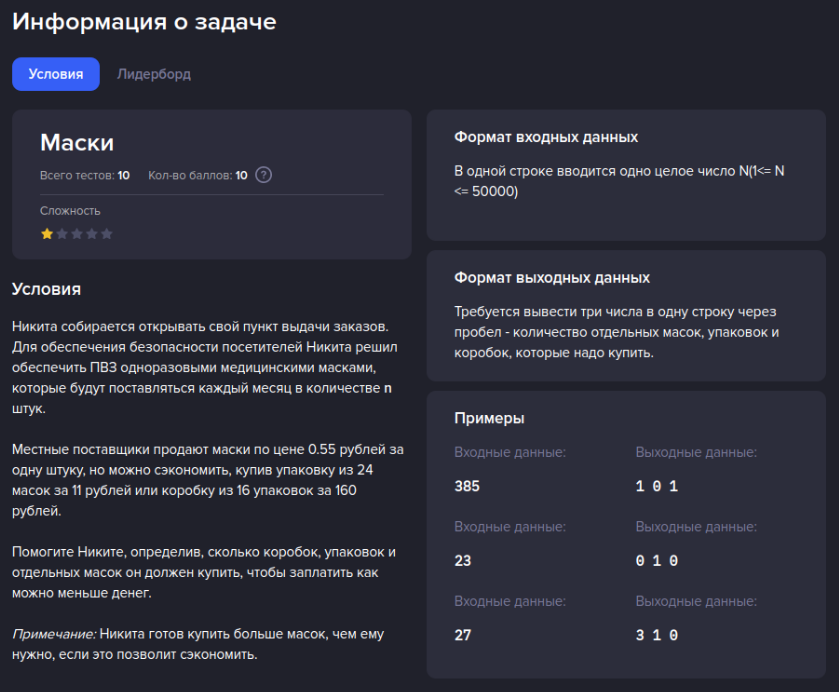 Информация о задаче
Условия
Лидерборд
Маски
Всего тестов: 10 Кол-во баллов: 10 ?
Сложность
Условия
Никита собирается открывать свой пункт выдачи заказов.
Для обеспечения безопасности посетителей Никита решил
обеспечить ПВЗ одноразовыми медицинскими масками,
которые будут поставляться каждый месяц в количестве n
штук.
Местные поставщики продают маски по цене 0.55 рублей за
одну штуку, но можно сэкономить, купив упаковку из 24
масок за 11 рублей или коробку из 16 упаковок за 160
рублей.
Помогите Никите, определив, сколько коробок, упаковок и
отдельных масок он должен купить, чтобы заплатить как
можно меньше денег.
Примечание: Никита готов купить больше масок, чем ему
нужно, если это позволит сэкономить.
Формат входных данных
В одной строке вводится одно целое число N(1<= N
<= 50000)
Формат выходных данных
Требуется вывести три числа в одну строку через
пробел - количество отдельных масок, упаковок и
коробок, которые надо купить.
Примеры
Входные данные: Выходные данные:
385 1 0 1
Входные данные: Выходные данные:
23 0 1 0
Входные данные: Выходные данные:
27 3 1 0